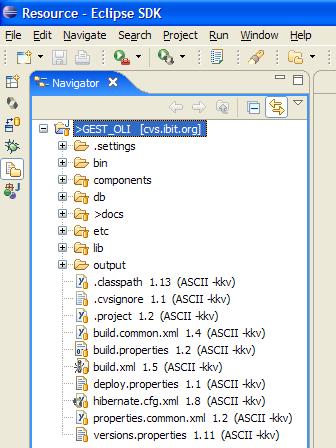 Resource - Eclipse SDK
File Edit Navigate Search Project Run Window Help
Navigator
>GEST_OLI [cvs.ibit.org]
.settings
bin
components
db
>docs
etc
lib
output
.classpath 1.13 (ASCII -kkv)
.cvsignore 1.1 (ASCII -kkv)
.project 1.2 (ASCII -kkv)
build.common.xml 1.4 (ASCII -kkv)
build.properties 1.2 (ASCII -kkv)
build.xml 1.5 (ASCII -kkv)
deploy.properties 1.1 (ASCII -kkv)
hibernate.cfg.xml 1.8 (ASCII -kkv)
properties.common.xml 1.2 (ASCII -kkv)
versions.properties 1.11 (ASCII -kkv)